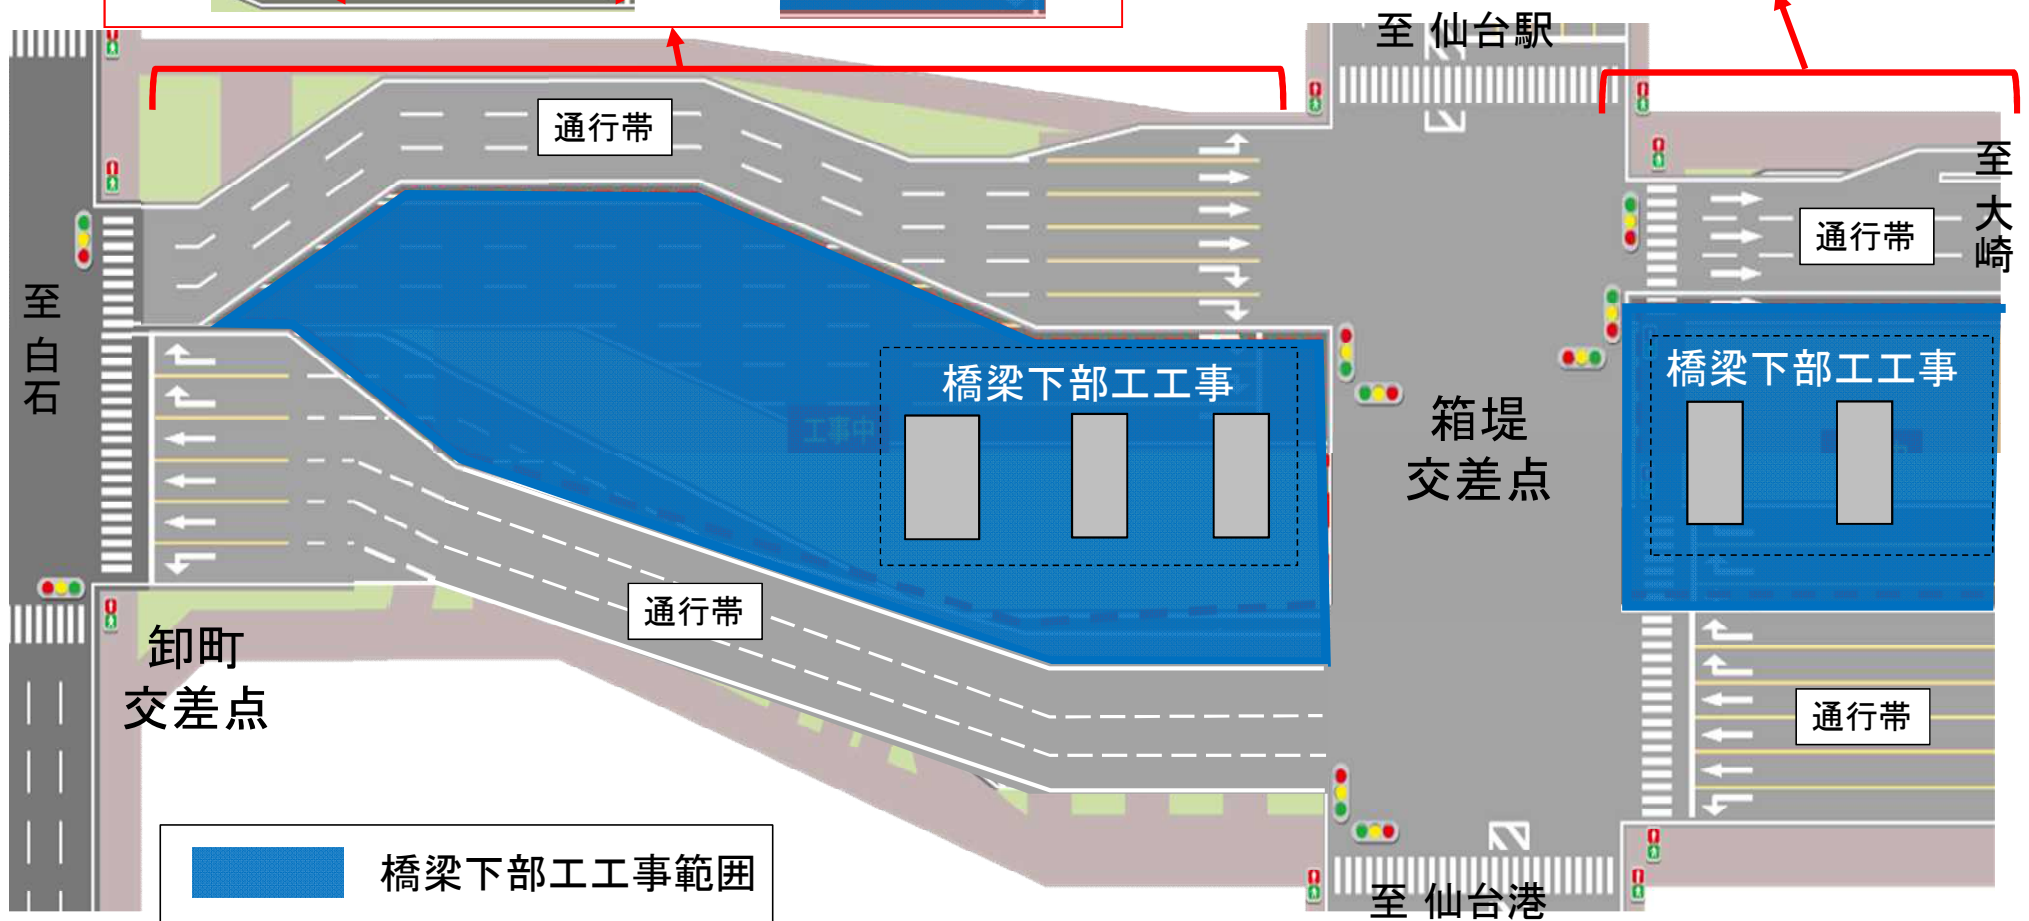 至 仙台駅
通行帯
至 大崎
通行帯
至 白石
橋梁下部工工事
橋梁下部工工事
工事中
箱堤
交差点
通行帯
卸町
交差点
通行帯
橋梁下部工工事範囲
至 仙台港